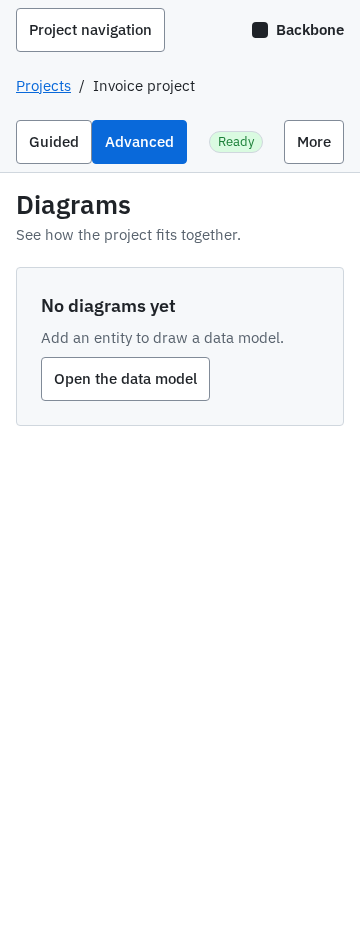 Project navigation
Backbone
Projects / Invoice project
Guided
Advanced
Ready
More
Diagrams
See how the project fits together.
No diagrams yet
Add an entity to draw a data model.
Open the data model